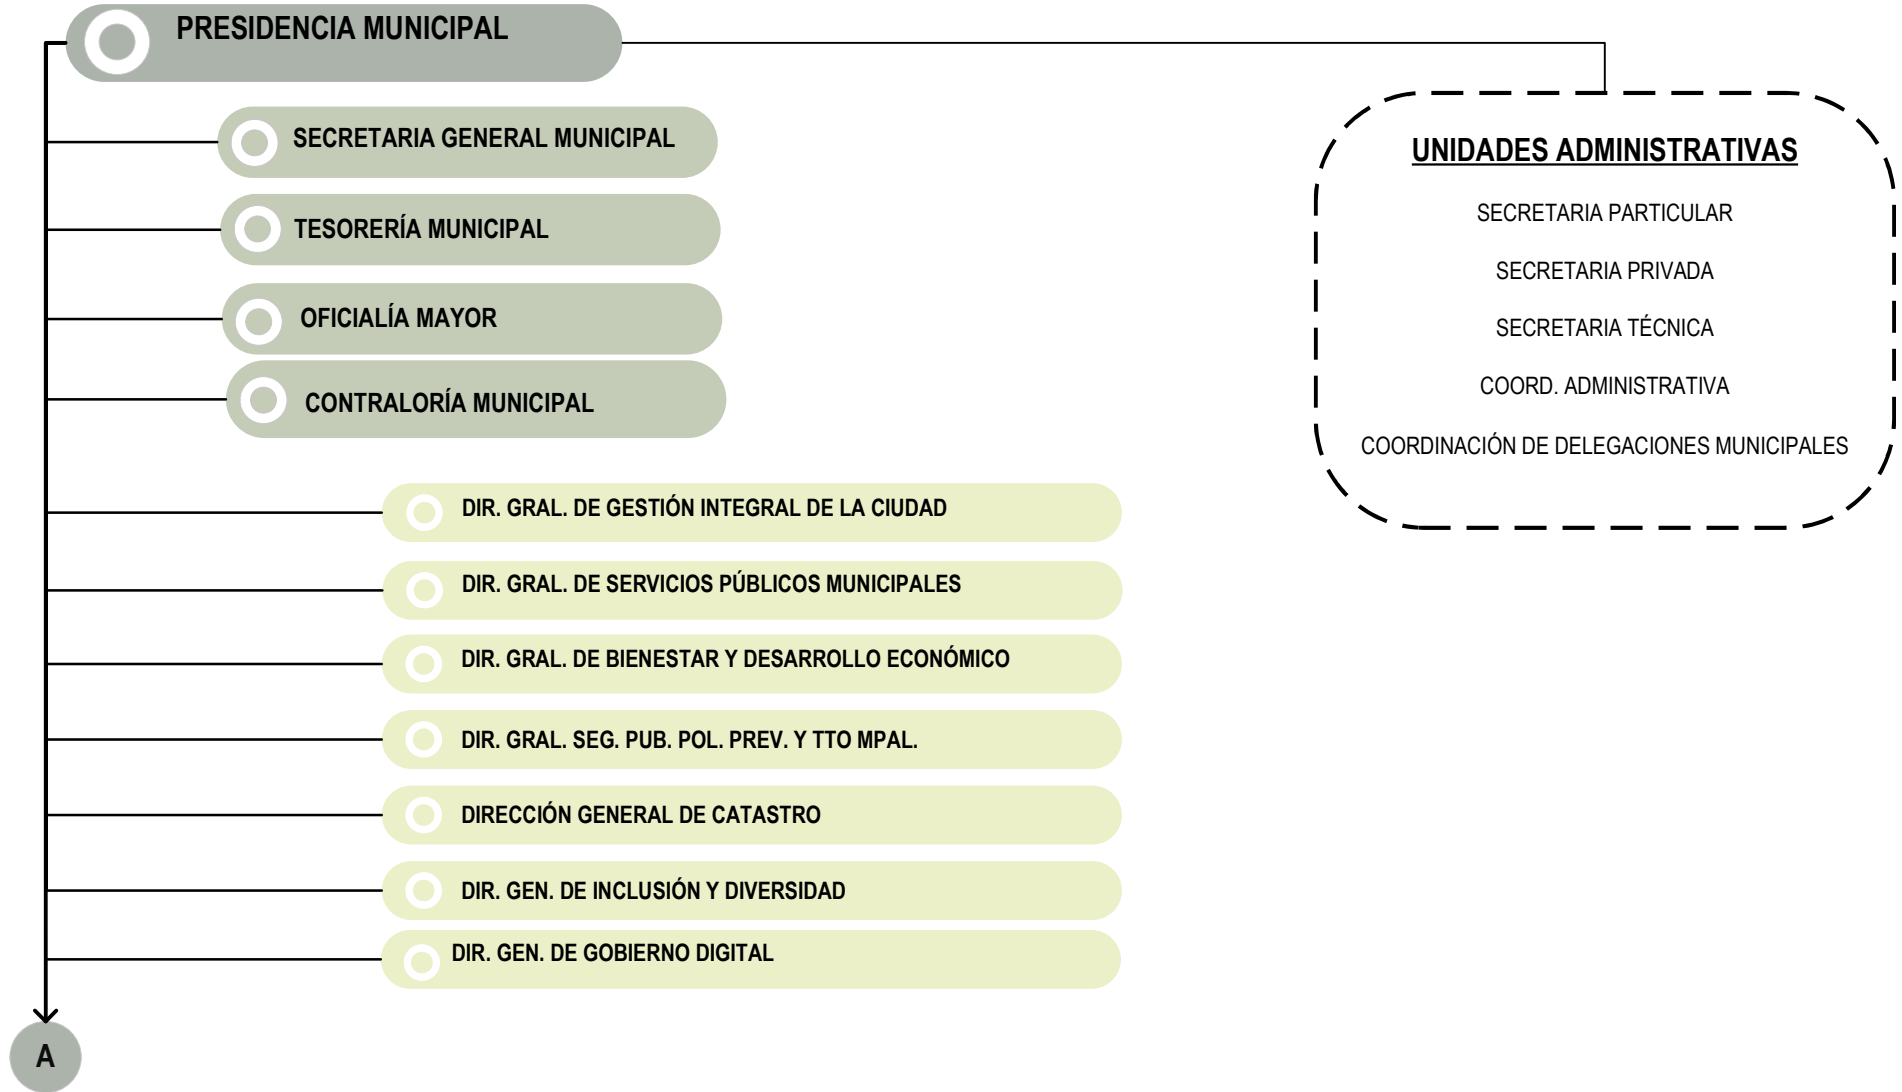 PRESIDENCIA MUNICIPAL
SECRETARIA GENERAL MUNICIPAL
TESORERÍA MUNICIPAL
OFICIALÍA MAYOR
CONTRALORÍA MUNICIPAL
DIR. GRAL. DE GESTIÓN INTEGRAL DE LA CIUDAD
DIR. GRAL. DE SERVICIOS PÚBLICOS MUNICIPALES
DIR. GRAL. DE BIENESTAR Y DESARROLLO ECONÓMICO
DIR. GRAL. SEG. PUB. POL. PREV. Y TTO MPAL.
DIRECCIÓN GENERAL DE CATASTRO
DIR. GEN. DE INCLUSIÓN Y DIVERSIDAD
DIR. GEN. DE GOBIERNO DIGITAL
A
UNIDADES ADMINISTRATIVAS
SECRETARIA PARTICULAR
SECRETARIA PRIVADA
SECRETARIA TÉCNICA
COORD. ADMINISTRATIVA
COORDINACIÓN DE DELEGACIONES MUNICIPALES